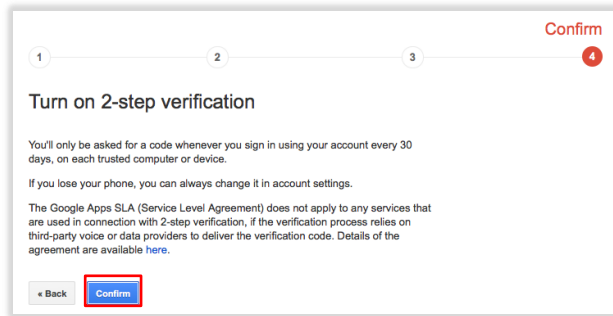 Confirm
1 2 3 4
Turn on 2-step verification
You'll only be asked for a code whenever you sign in using your account every 30
days, on each trusted computer or device.
If you lose your phone, you can always change it in account settings.
The Google Apps SLA (Service Level Agreement) does not apply to any services that
are used in connection with 2-step verification, if the verification process relies on
third-party voice or data providers to deliver the verification code. Details of the
agreement are available here.
« Back Confirm